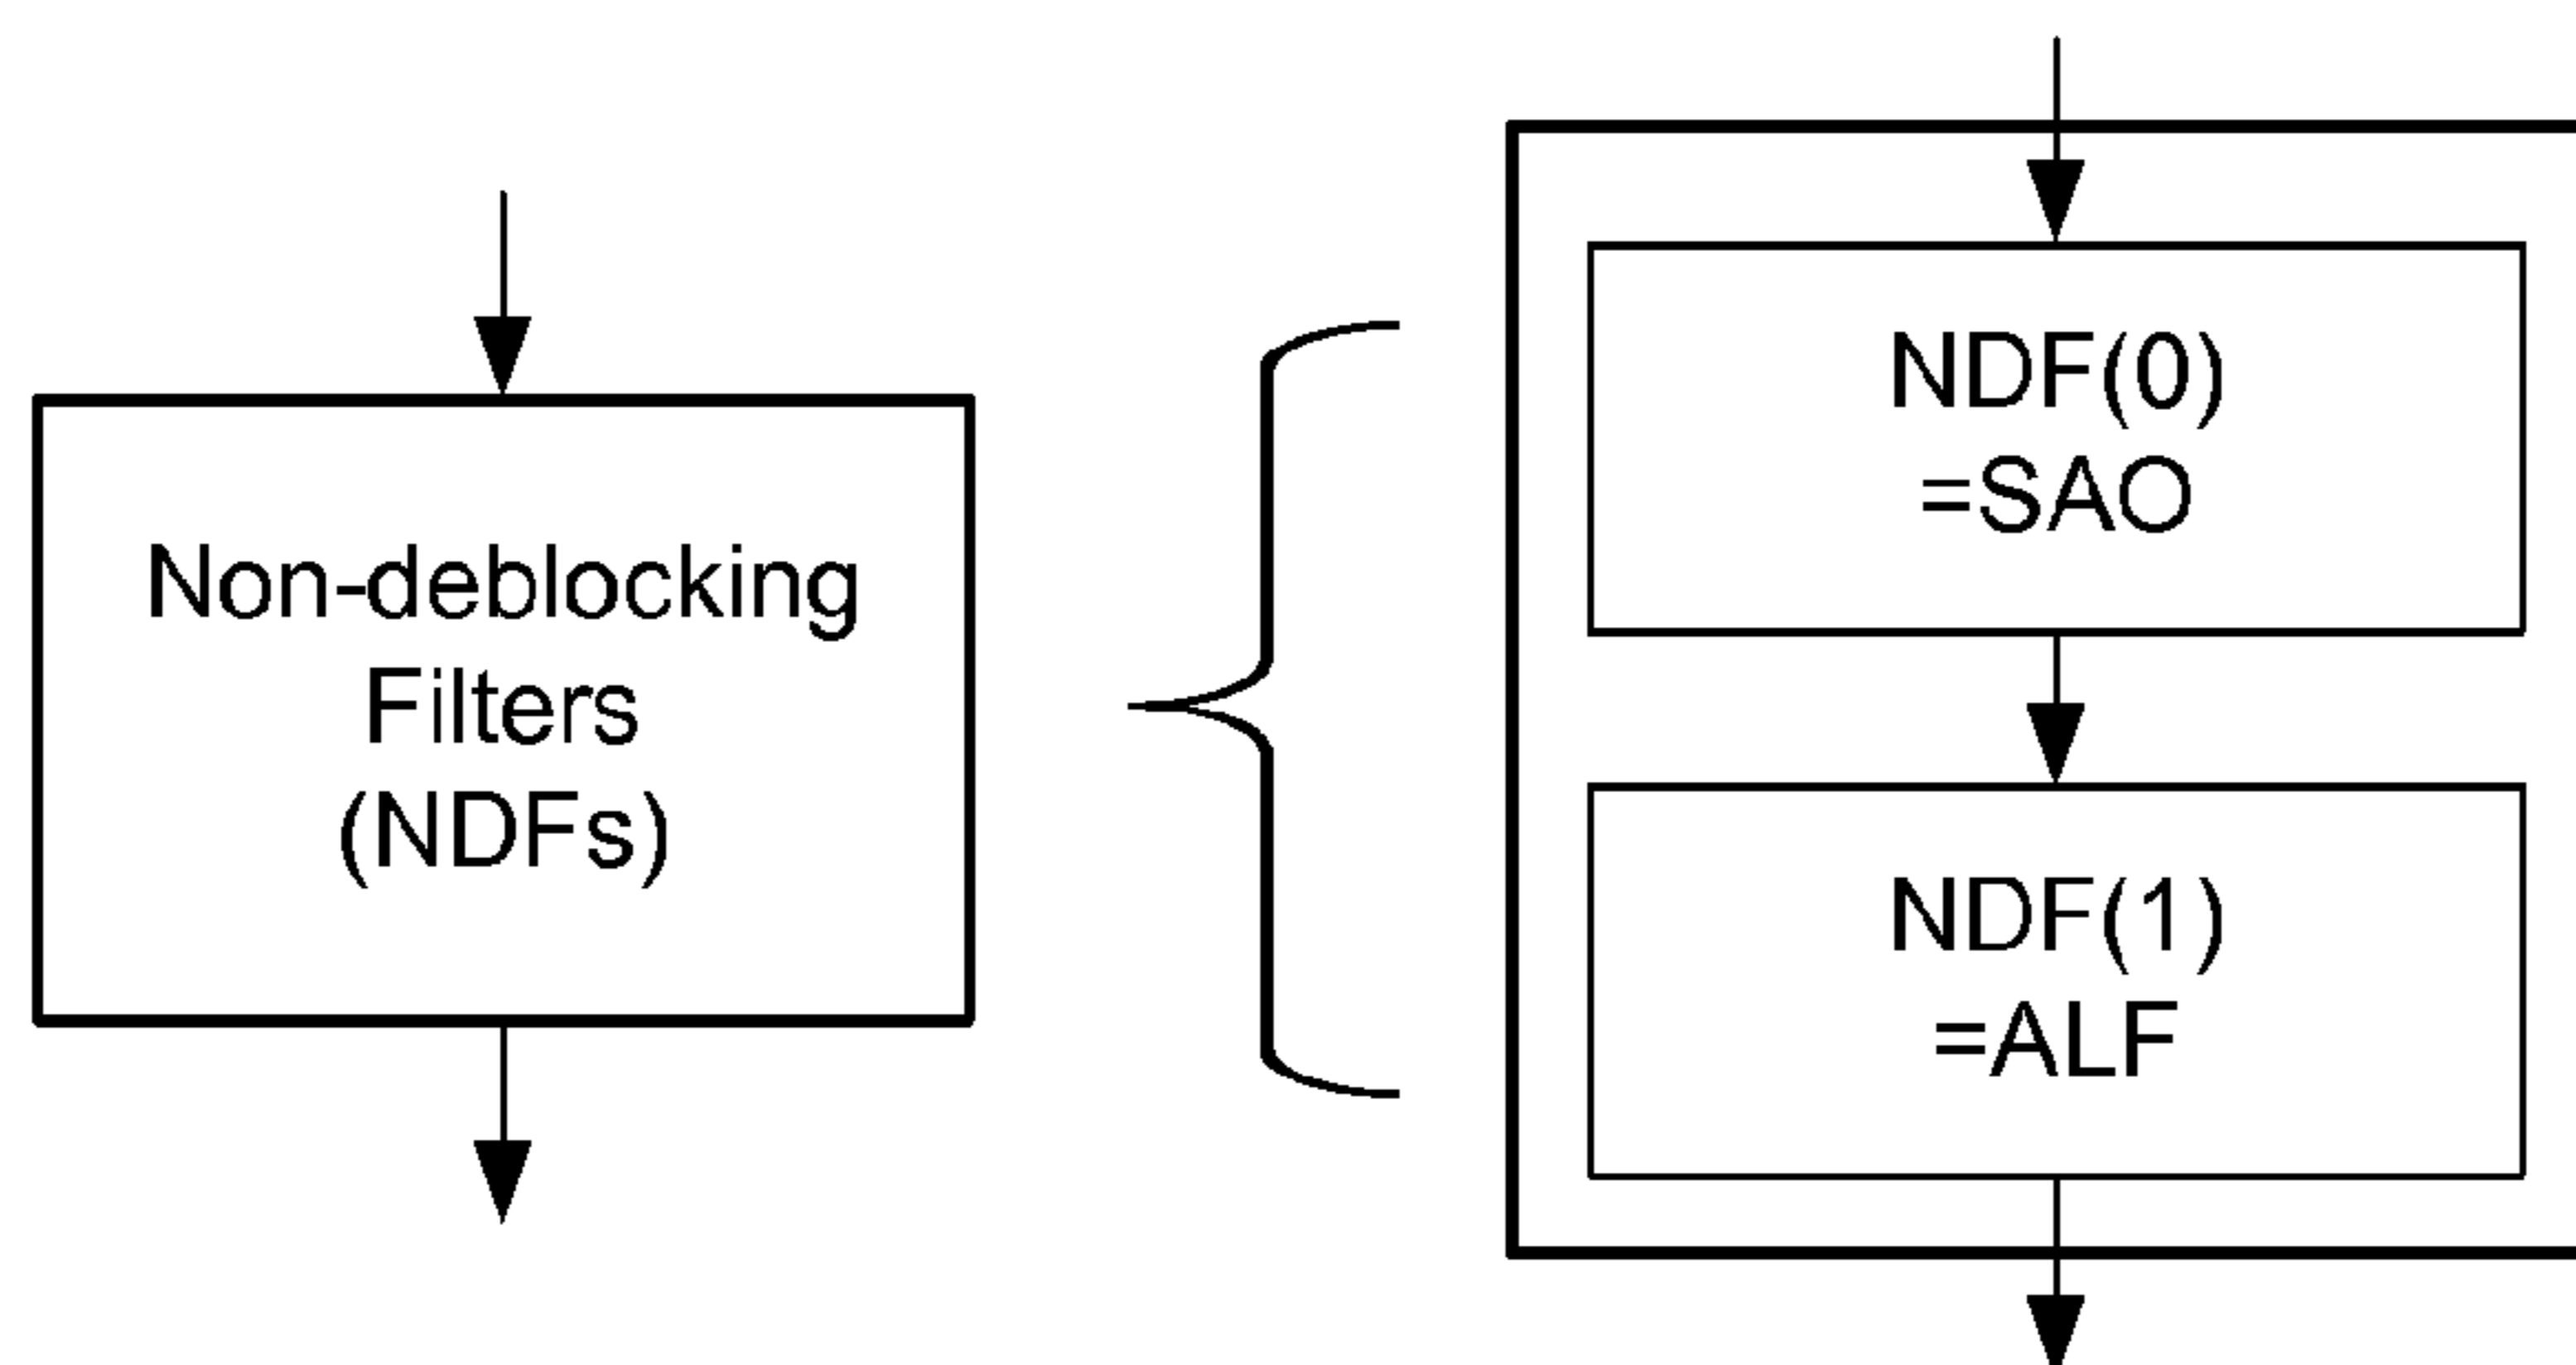 Non-deblocking
Filters
(NDFs)
NDF(0)
=SAO
NDF(1)
=ALF